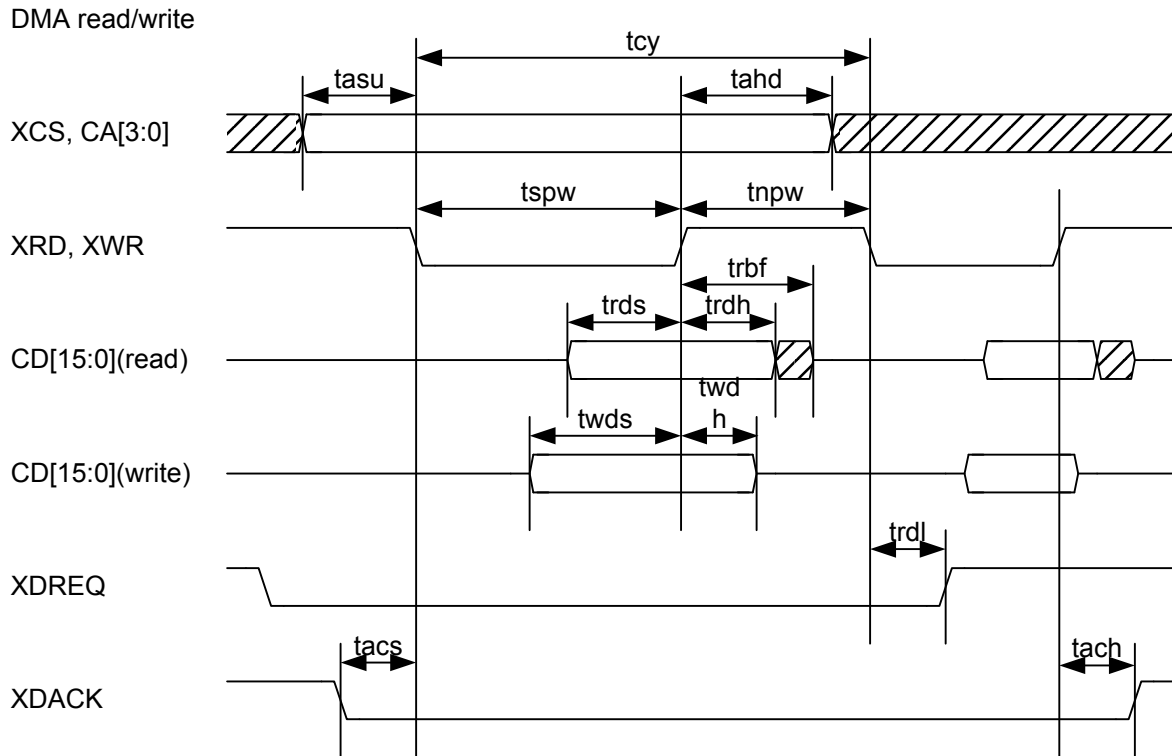 DMA read/write
tcy
tasu
tahd
XCS, CA[3:0]
tspw
tnpw
XRD, XWR
trbf
trds
trdh
CD[15:0](read)
twd
h
twds
CD[15:0](write)
trdl
XDREQ
tacs
tach
XDACK